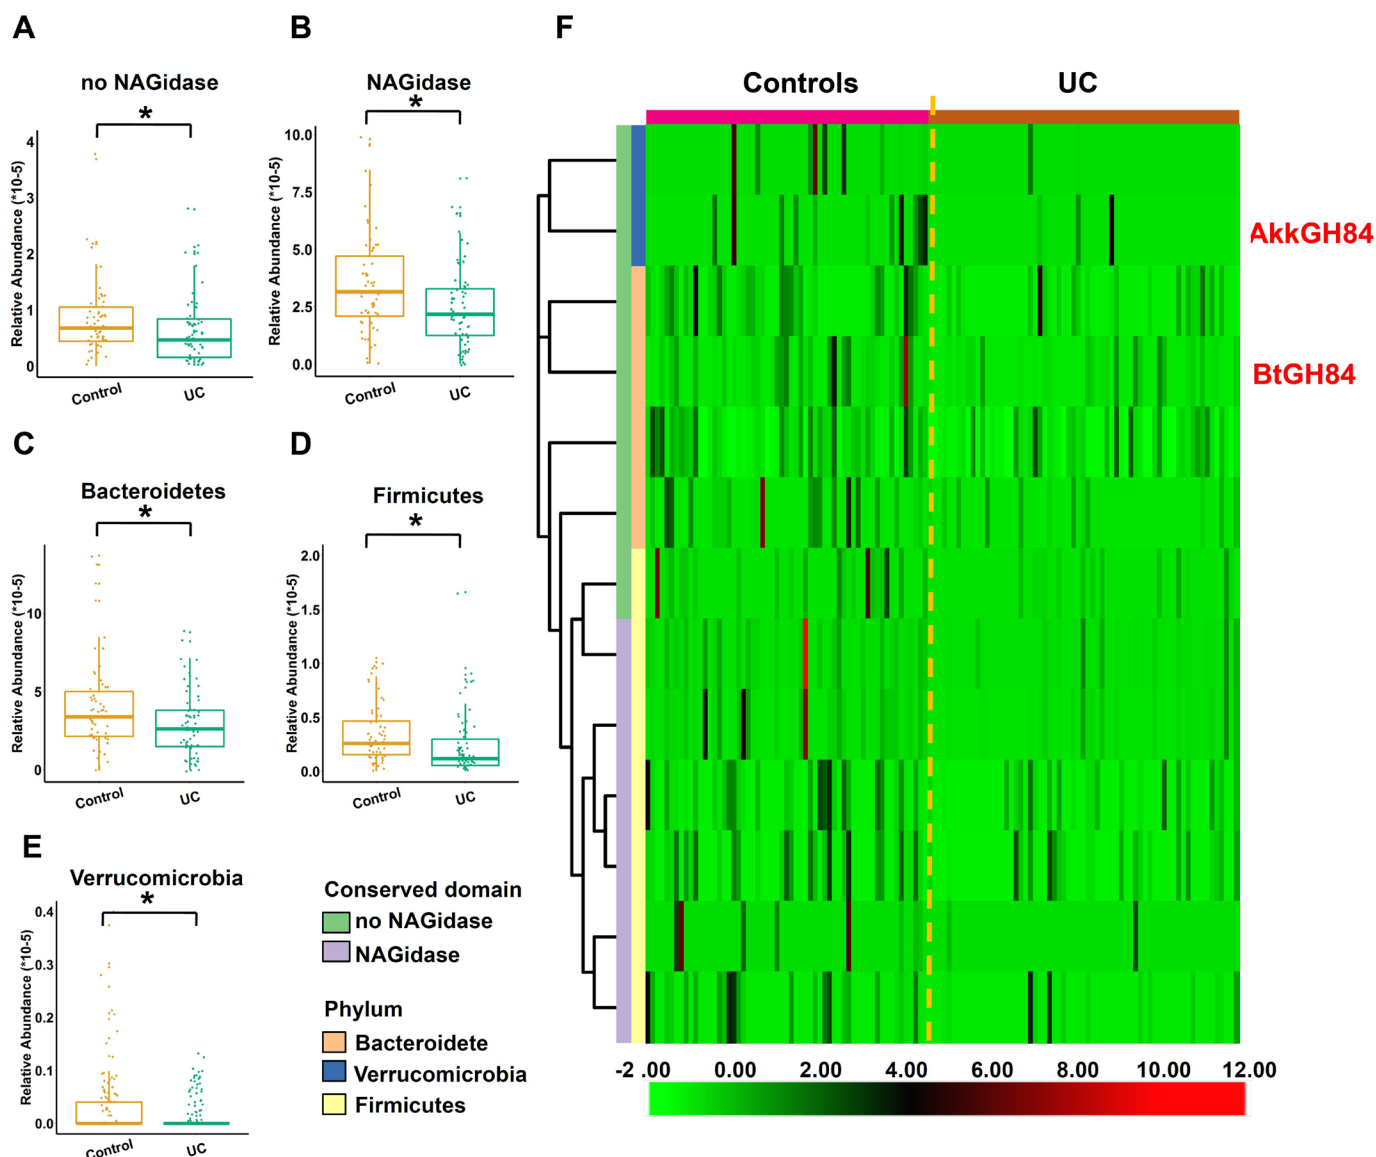 A
no NAGidase
*
Relative Abundance (*10-5)
4
3
2
1
0
Control
UC
B
NAGidase
*
Relative Abundance (*10-5)
10.0
7.5
5.0
2.5
0.0
Control
UC
C
Bacteroidetes
*
Relative Abundance (*10-5)
10
5
0
Control
UC
D
Firmicutes
*
Relative Abundance (*10-5)
2.0
1.5
1.0
0.5
0.0
Control
UC
E
Verrucomicrobia
*
Relative Abundance (*10-5)
0.4
0.3
0.2
0.1
0.0
Control
UC
Conserved domain
no NAGidase
NAGidase
Phylum
Bacteroidete
Verrucomicrobia
Firmicutes
F
Controls
UC
AkkGH84
BtGH84
-2.00 0.00 2.00 4.00 6.00 8.00 10.00 12.00